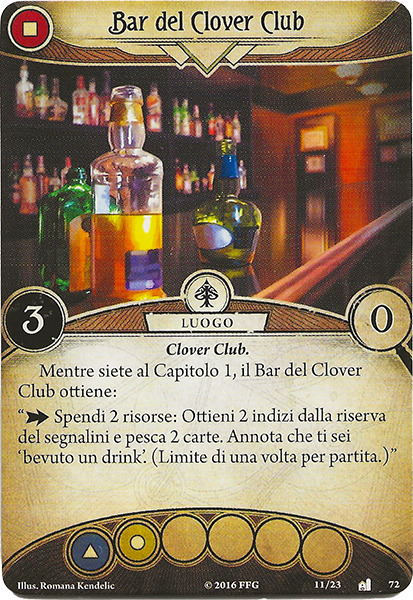 Bar del Clover Club
3
LUOGO
0
Clover Club.
Mentre siete al Capitolo 1, il Bar del Clover
Club ottiene:
“ Spendi 2 risorse: Ottieni 2 indizi dalla riserva
del segnalini e pesca 2 carte. Annota che ti sei
‘bevuto un drink’. (Limite di una volta per partita.)”
Illus. Romana Kendelic © 2016 FFG 11/23 72